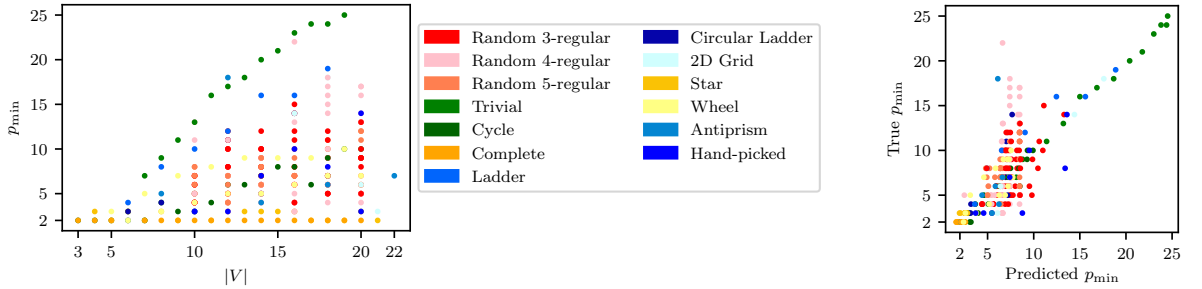 25
20
15
10
5
2
p_min
3
5
10
15
20
22
|V|
Random 3-regular
Random 4-regular
Random 5-regular
Trivial
Cycle
Complete
Ladder
Circular Ladder
2D Grid
Star
Wheel
Antiprism
Hand-picked
25
20
15
10
5
2
True p_min
2
5
10
15
20
25
Predicted p_min